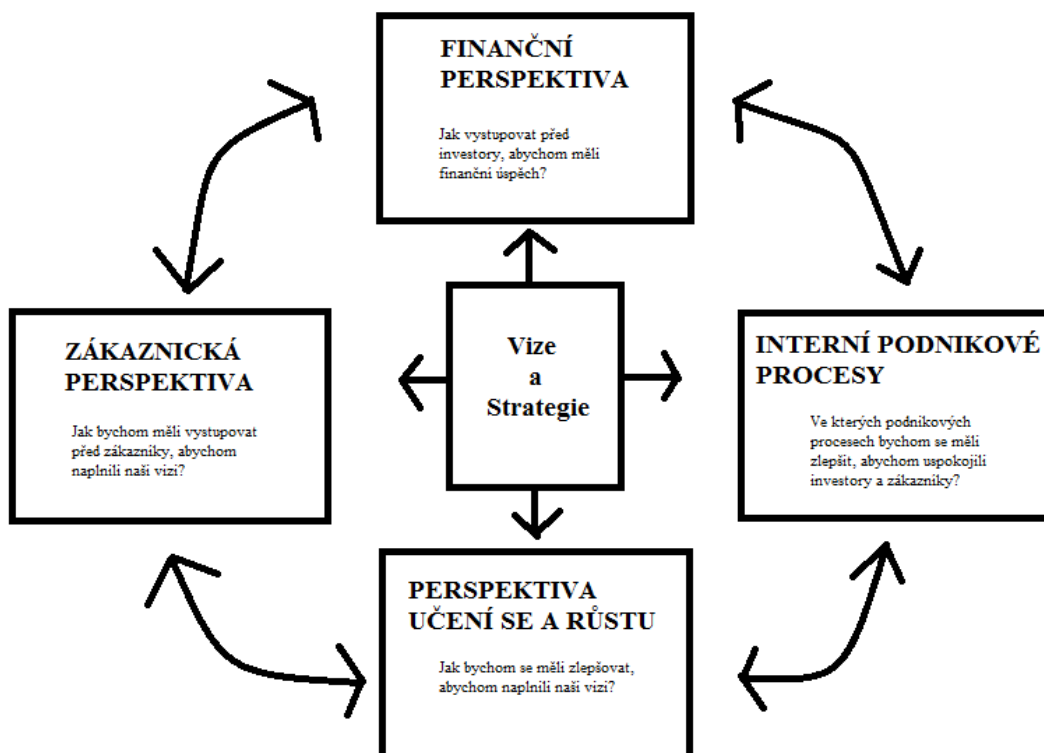 FINANČNÍ
PERSPEKTIVA
Jak vystupovat před
investory, abychom měli
finanční úspěch?
ZÁKAZNICKÁ
PERSPEKTIVA
Jak bychom měli vystupovat
před zákazniky, abychom
naplnili naši vizi?
Vize
a
Strategie
INTERNÍ PODNIKOVÉ
PROCESY
Ve kterých podnikových
procesech bychom se měli
zlepšit, abychom uspokojili
investory a zákazníky?
PERSPEKTIVA
UČENÍ SE A RŮSTU
Jak bychom se měli zlepšovat,
abychom naplnili naši vizi?